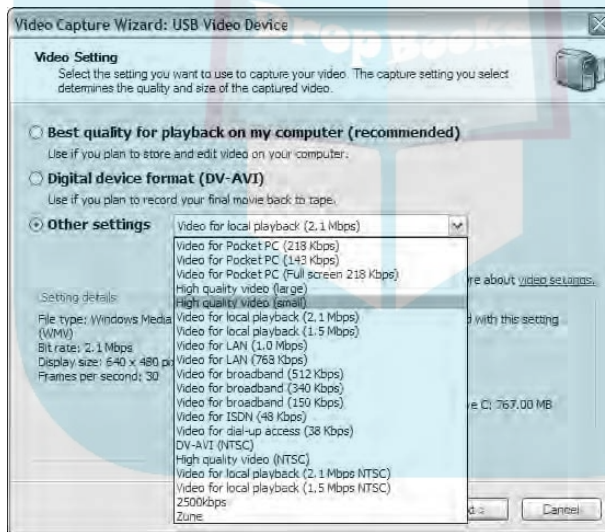 Video Capture Wizard: USB Video Device
Drop Books
Video Setting
Select the setting you want to use to capture your video. The capture setting you select
determines the quality and size of the captured video.
Best quality for playback on my computer (recommended)
Use if you plan to store and edit video on your computer.
Digital device format (DV-AVI)
Use if you plan to record your final movie back to tape.
Other settings
Video for local playback (2.1 Mbps)
Video for Pocket PC (218 Kbps)
Video for Pocket PC (143 Kbps)
Video for Pocket PC (Full screen 218 Kbps)
High quality video (large)
High quality video (small)
Video for local playback (2.1 Mbps)
Video for local playback (1.5 Mbps)
Video for LAN (1.0 Mbps)
Video for LAN (768 Kbps)
Video for broadband (512 Kbps)
Video for broadband (340 Kbps)
Video for broadband (150 Kbps)
Video for ISDN (48 Kbps)
Video for dial-up access (38 Kbps)
DV-AVI (NTSC)
High quality video (NTSC)
Video for local playback (2.1 Mbps NTSC)
Video for local playback (1.5 Mbps NTSC)
2500kbps
Zune
re about video settings.
Setting details
File type: Windows Media
(WMV)
Bit rate: 2.1 Mbps
Display size: 640 x 480 pi
Frames per second: 30
d with this setting
e C: 767.00 MB
Cancel